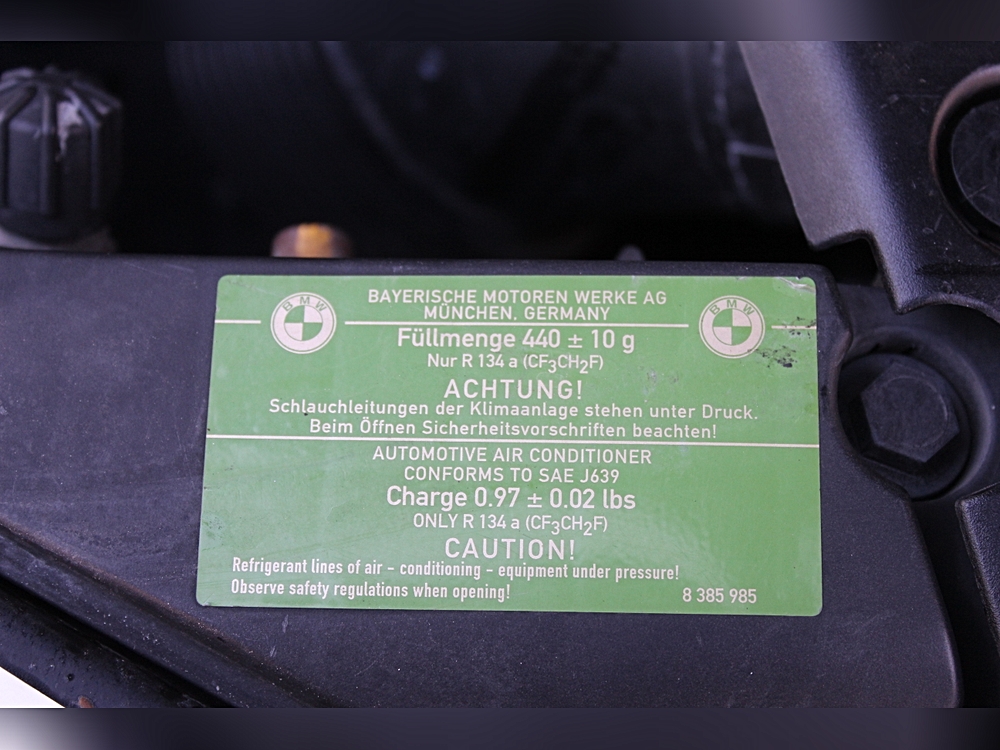 BMW
BMW
BAYERISCHE MOTOREN WERKE AG
MÜNCHEN, GERMANY
Füllmenge 440 ± 10 g
Nur R 134 a (CF3CH2F)
ACHTUNG!
Schlauchleitungen der Klimaanlage stehen unter Druck.
Beim Öffnen Sicherheitsvorschriften beachten!
AUTOMOTIVE AIR CONDITIONER
CONFORMS TO SAE J639
Charge 0.97 ± 0.02 lbs
ONLY R 134 a (CF3CH2F)
CAUTION!
Refrigerant lines of air – conditioning – equipment under pressure!
Observe safety regulations when opening!
8 385 985